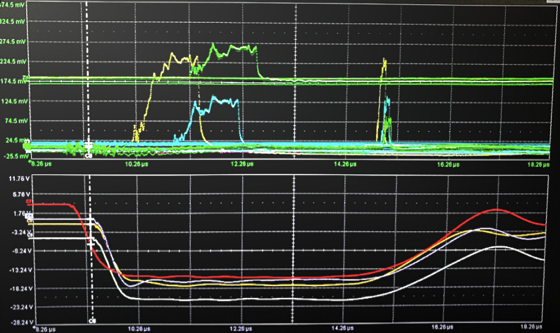 374.5 mV
324.5 mV
274.5 mV
224.5 mV
174.5 mV
124.5 mV
74.5 mV
24.5 mV
-25.5 mV
8.26 µs
10.26 µs
12.26 µs
14.26 µs
16.26 µs
18.26 µs
11.76 V
6.76 V
1.76 V
-3.24 V
-8.24 V
-13.24 V
-18.24 V
-23.24 V
-28.24 V
8.26 µs
10.26 µs
12.26 µs
14.26 µs
16.26 µs
18.26 µs